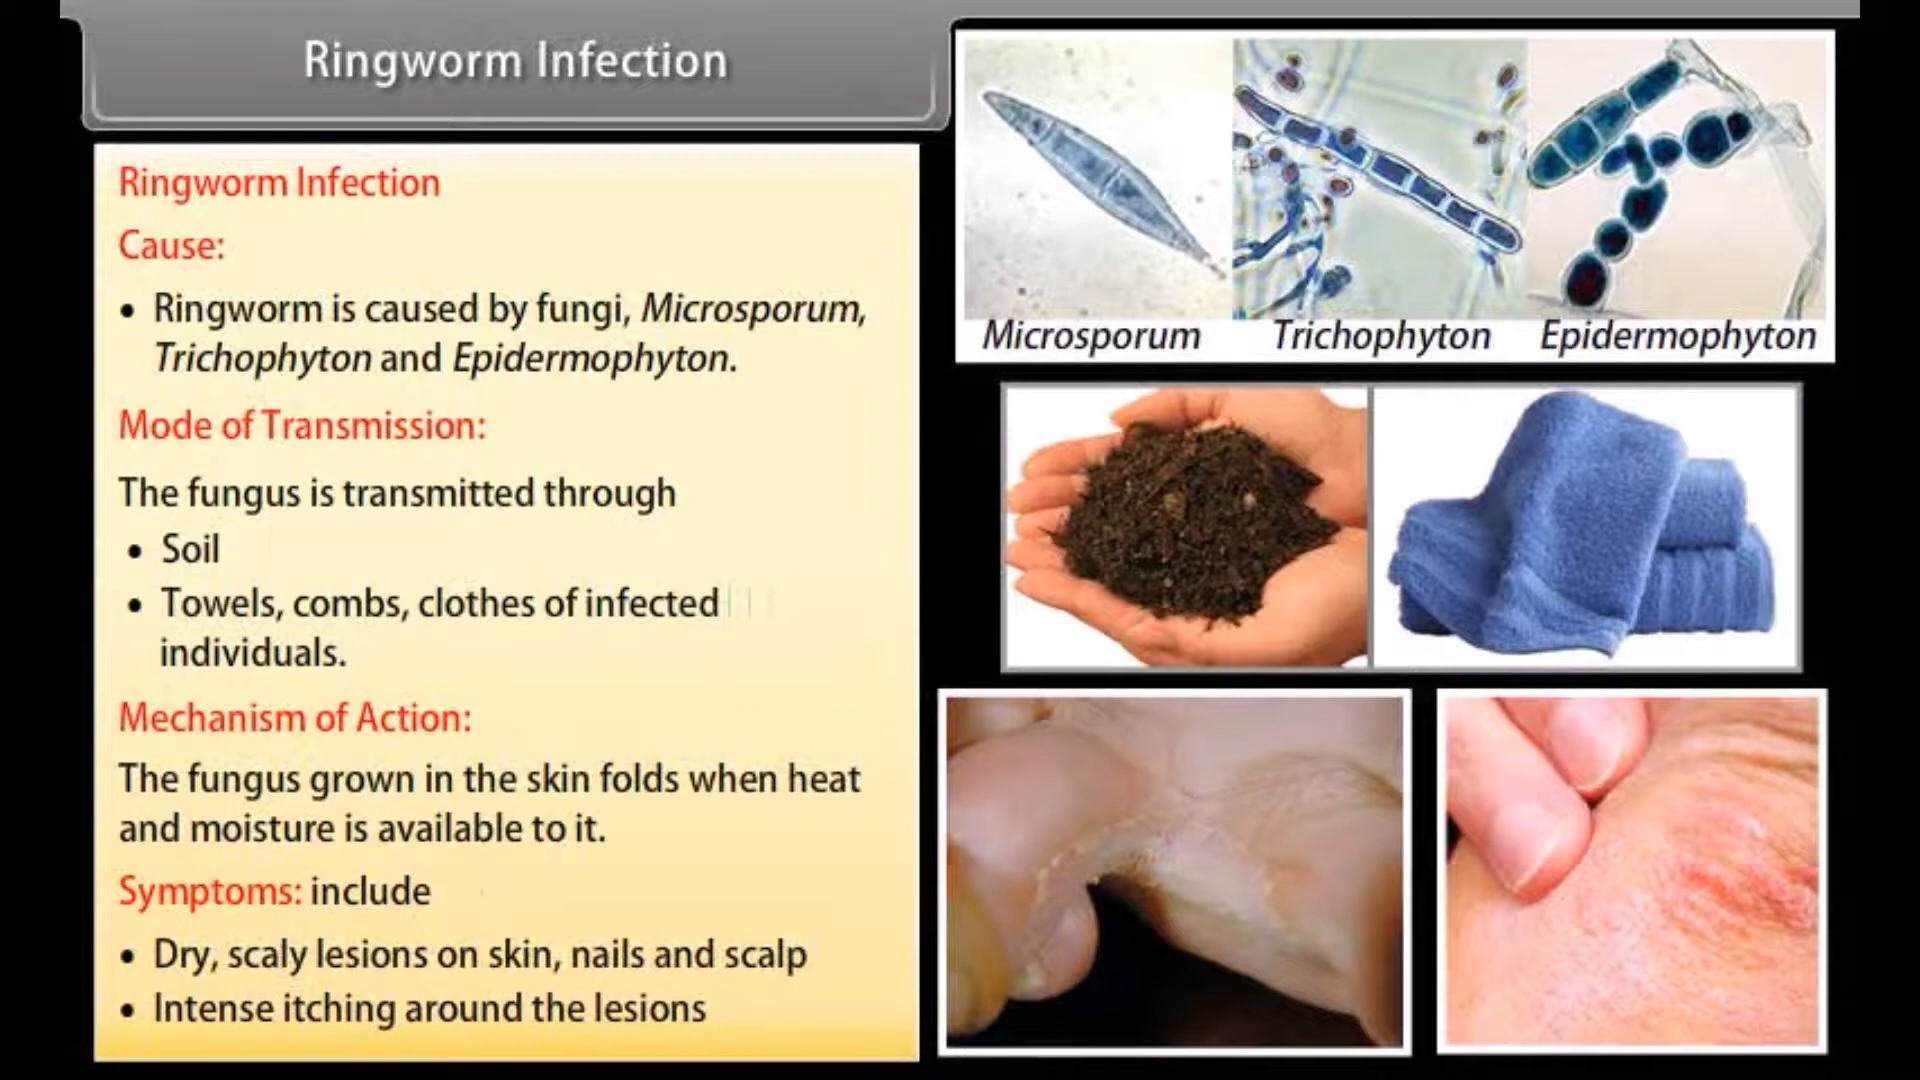 Ringworm Infection
Ringworm Infection
Cause:
• Ringworm is caused by fungi, Microsporum,
Trichophyton and Epidermophyton.
Mode of Transmission:
The fungus is transmitted through
• Soil
• Towels, combs, clothes of infected
individuals.
Mechanism of Action:
The fungus grown in the skin folds when heat
and moisture is available to it.
Symptoms: include
• Dry, scaly lesions on skin, nails and scalp
• Intense itching around the lesions
Microsporum Trichophyton Epidermophyton